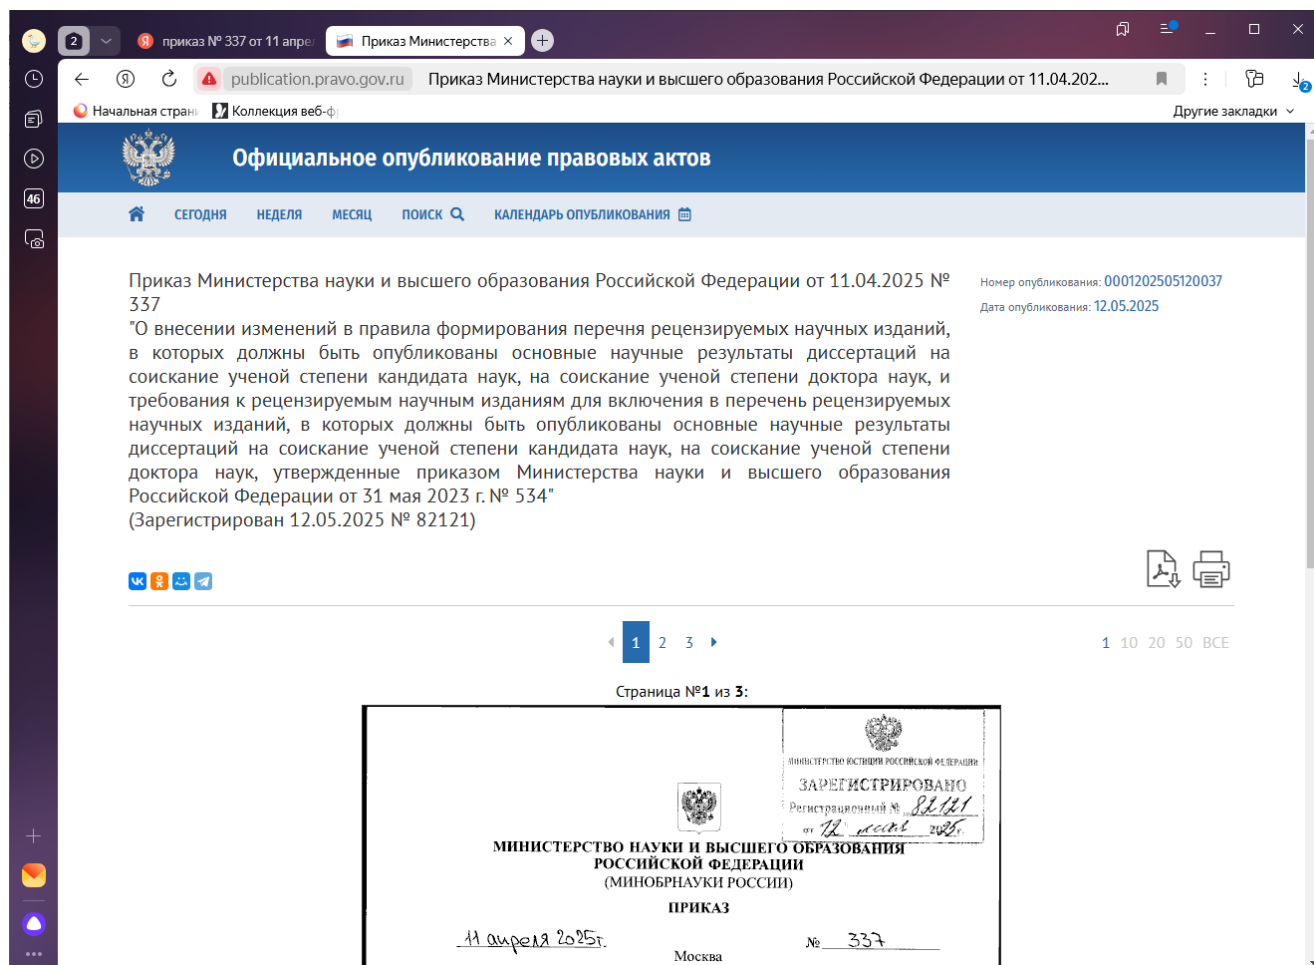 2
приказ № 337 от 11 апре
Приказ Министерства
publication.pravo.gov.ru
Приказ Министерства науки и высшего образования Российской Федерации от 11.04.202...
2
Начальная страни
Коллекция веб-ф
Другие закладки
46
Официальное опубликование правовых актов
СЕГОДНЯ
НЕДЕЛЯ
МЕСЯЦ
ПОИСК
КАЛЕНДАРЬ ОПУБЛИКОВАНИЯ
Приказ Министерства науки и высшего образования Российской Федерации от 11.04.2025 №
337
"О внесении изменений в правила формирования перечня рецензируемых научных изданий,
в которых должны быть опубликованы основные научные результаты диссертаций на
соискание ученой степени кандидата наук, на соискание ученой степени доктора наук, и
требования к рецензируемым научным изданиям для включения в перечень рецензируемых
научных изданий, в которых должны быть опубликованы основные научные результаты
диссертаций на соискание ученой степени кандидата наук, на соискание ученой степени
доктора наук, утвержденные приказом Министерства науки и высшего образования
Российской Федерации от 31 мая 2023 г. № 534"
(Зарегистрирован 12.05.2025 № 82121)
Номер опубликования: 0001202505120037
Дата опубликования: 12.05.2025
1 2 3
1 10 20 50 ВСЕ
Страница №1 из 3:
МИНИСТЕРСТВО ЮСТИЦИИ РОССИЙСКОЙ ФЕДЕРАЦИИ
ЗАРЕГИСТРИРОВАНО
Регистрационный № 82121
от 12 мая 2025г.
МИНИСТЕРСТВО НАУКИ И ВЫСШЕГО ОБРАЗОВАНИЯ
РОССИЙСКОЙ ФЕДЕРАЦИИ
(МИНОБРНАУКИ РОССИИ)
ПРИКАЗ
11 апреля 2025г.
№ 337
Москва